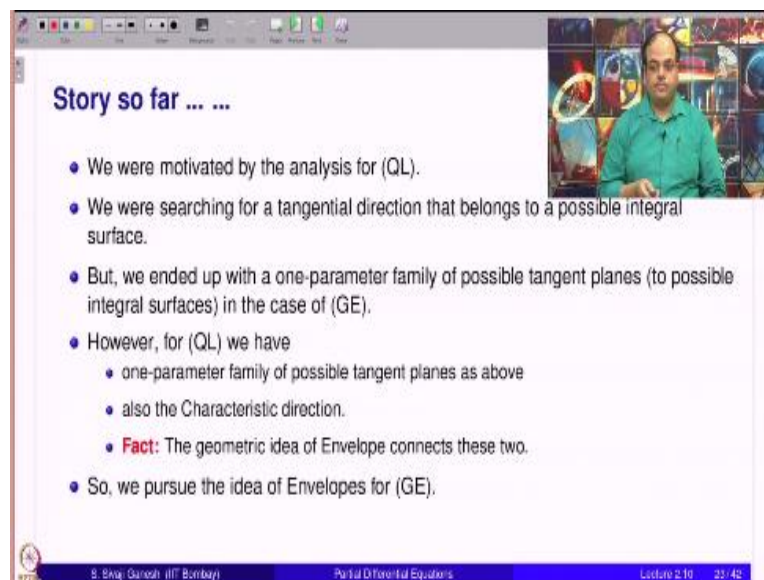 Story so far ... ...
We were motivated by the analysis for (QL).
We were searching for a tangential direction that belongs to a possible integral
surface.
But, we ended up with a one-parameter family of possible tangent planes (to possible
integral surfaces) in the case of (GE).
However, for (QL) we have
one-parameter family of possible tangent planes as above
also the Characteristic direction.
Fact: The geometric idea of Envelope connects these two.
So, we pursue the idea of Envelopes for (GE).
S. Sivaji Ganesh (IIT Bombay) Partial Differential Equations Lecture 2.10 23/42